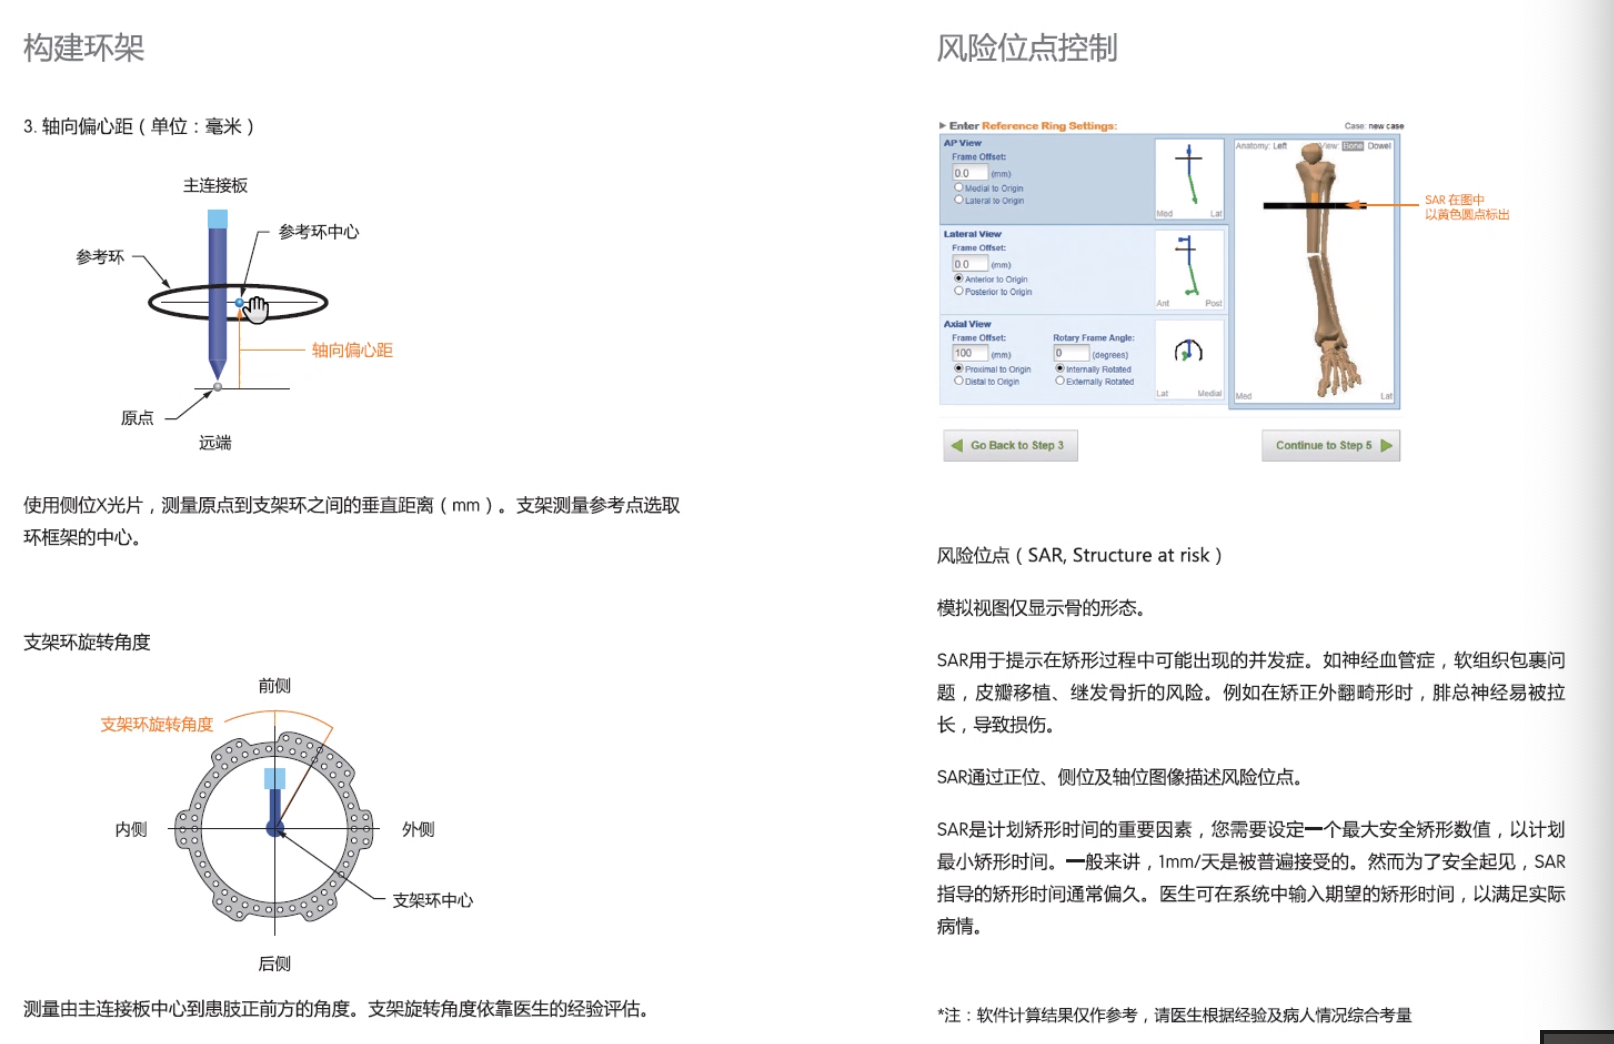 构建环架
3. 轴向偏心距（单位：毫米）
主连接板
参考环中心
参考环
轴向偏心距
原点
远端
使用侧位X光片，测量原点到支架环之间的垂直距离（mm）。支架测量参考点选取
环框架的中心。
支架环旋转角度
前侧
支架环旋转角度
内侧
外侧
支架环中心
后侧
测量由主连接板中心到患肢正前方的角度。支架旋转角度依靠医生的经验评估。
风险位点控制
Enter Reference Ring Settings:
Case: new case
AP View
Frame Offset:
0.0 (mm)
Medial to Origin
Lateral to Origin
Med Lat
Lateral View
Frame Offset:
0.0 (mm)
Anterior to Origin
Posterior to Origin
Ant Post
Axial View
Frame Offset:
100 (mm)
Proximal to Origin
Distal to Origin
Rotary Frame Angle:
0 (degrees)
Internally Rotated
Externally Rotated
Lat Medial
Anatomy: Left View: Bone Dowel
Med Lat
SAR 在图中
以黄色圆点标出
Go Back to Step 3
Continue to Step 5
风险位点（SAR, Structure at risk）
模拟视图仅显示骨的形态。
SAR用于提示在矫形过程中可能出现的并发症。如神经血管症，软组织包裹问
题，皮瓣移植、继发骨折的风险。例如在矫正外翻畸形时，腓总神经易被拉
长，导致损伤。
SAR通过正位、侧位及轴位图像描述风险位点。
SAR是计划矫形时间的重要因素，您需要设定一个最大安全矫形数值，以计划
最小矫形时间。一般来讲，1mm/天是被普遍接受的。然而为了安全起见，SAR
指导的矫形时间通常偏久。医生可在系统中输入期望的矫形时间，以满足实际
病情。
*注：软件计算结果仅作参考，请医生根据经验及病人情况综合考量